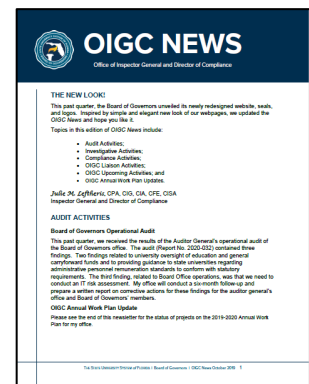 OIGC NEWS
Office of Inspector General and Director of Compliance
THE NEW LOOK!
This past quarter, the Board of Governors unveiled its newly redesigned website, seals,
and logos. Inspired by simple and elegant new look of our webpages, we updated the
OIGC News and hope you like it.
Topics in this edition of OIGC News include:
• Audit Activities;
• Investigative Activities;
• Compliance Activities;
• OIGC Liaison Activities;
• OIGC Upcoming Activities; and
• OIGC Annual Work Plan Updates.
Julie M. Leftheris, CPA, CIG, CIA, CFE, CISA
Inspector General and Director of Compliance
AUDIT ACTIVITIES
Board of Governors Operational Audit
This past quarter, we received the results of the Auditor General's operational audit of
the Board of Governors office. The audit (Report No. 2020-032) contained three
findings. Two findings related to university oversight of education and general
carryforward funds and to providing guidance to state universities regarding
administrative personnel remuneration standards to conform with statutory
requirements. The third finding, related to Board Office operations, was that we need to
conduct an IT risk assessment. My office will conduct a six-month follow-up and
prepare a written report on corrective actions for these findings for the auditor general's
office and Board of Governors' members.
OIGC Annual Work Plan Update
Please see the end of this newsletter for the status of projects on the 2019-2020 Annual Work
Plan for my office.
THE STATE UNIVERSITY SYSTEM OF FLORIDA | Board of Governors | OIGC News October 2019 1